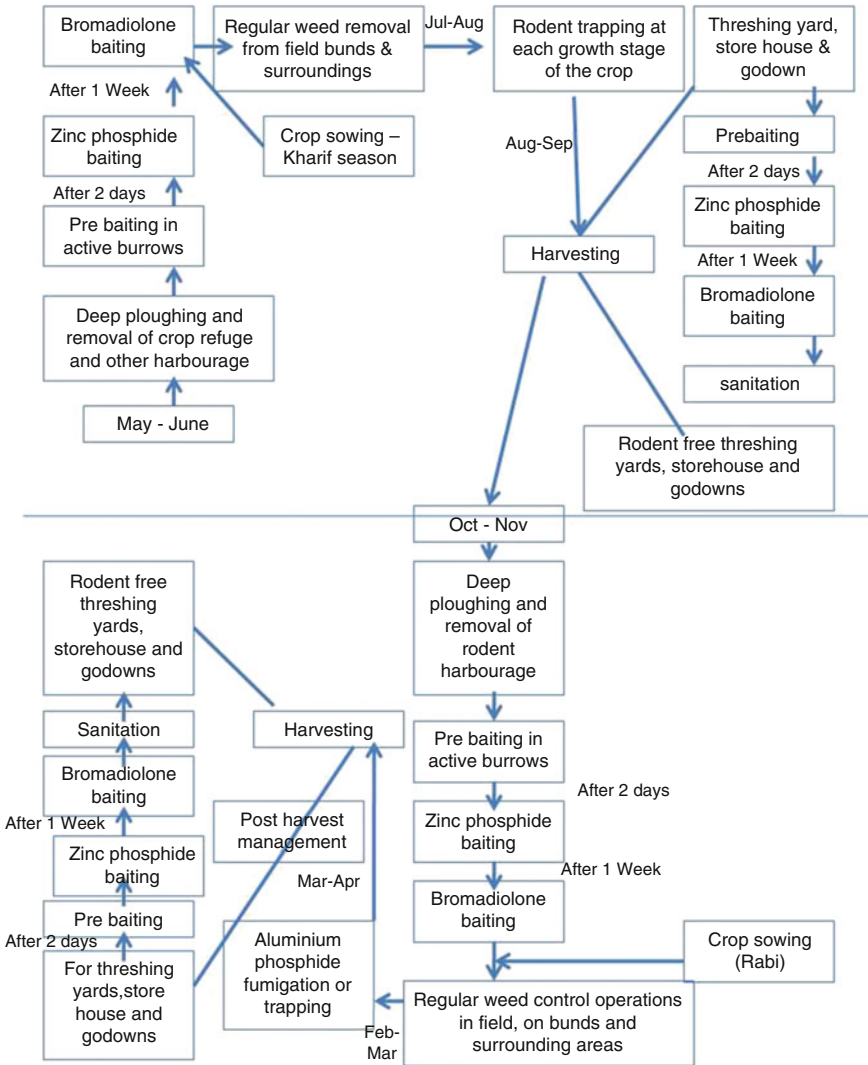 Bromadiolone
baiting
Regular weed removal
from field bunds &
surroundings
Jul-Aug
Rodent trapping at
each growth stage
of the crop
Threshing yard,
store house &
godown
After 1 Week
Zinc phosphide
baiting
Crop sowing –
Kharif season
Aug-Sep
Prebaiting
After 2 days
Zinc phosphide
baiting
After 2 days
Pre baiting in
active burrows
Harvesting
After 1 Week
Bromadiolone
baiting
Deep ploughing and
removal of crop refuge
and other harbourage
sanitation
May - June
Rodent free threshing
yards, storehouse and
godowns
Oct - Nov
Rodent free
threshing
yards,
storehouse and
godowns
Deep
ploughing and
removal of
rodent
harbourage
Sanitation
Harvesting
Bromadiolone
baiting
Pre baiting in
active burrows
After 2 days
After 1 Week
Post harvest
management
Zinc phosphide
baiting
Zinc phosphide
baiting
Mar-Apr
After 1 Week
Bromadiolone
baiting
Pre baiting
After 2 days
Aluminium
phosphide
fumigation or
trapping
Crop sowing
(Rabi)
For threshing
yards,store
house and
godowns
Feb-
Mar
Regular weed control operations
in field, on bunds and
surrounding areas